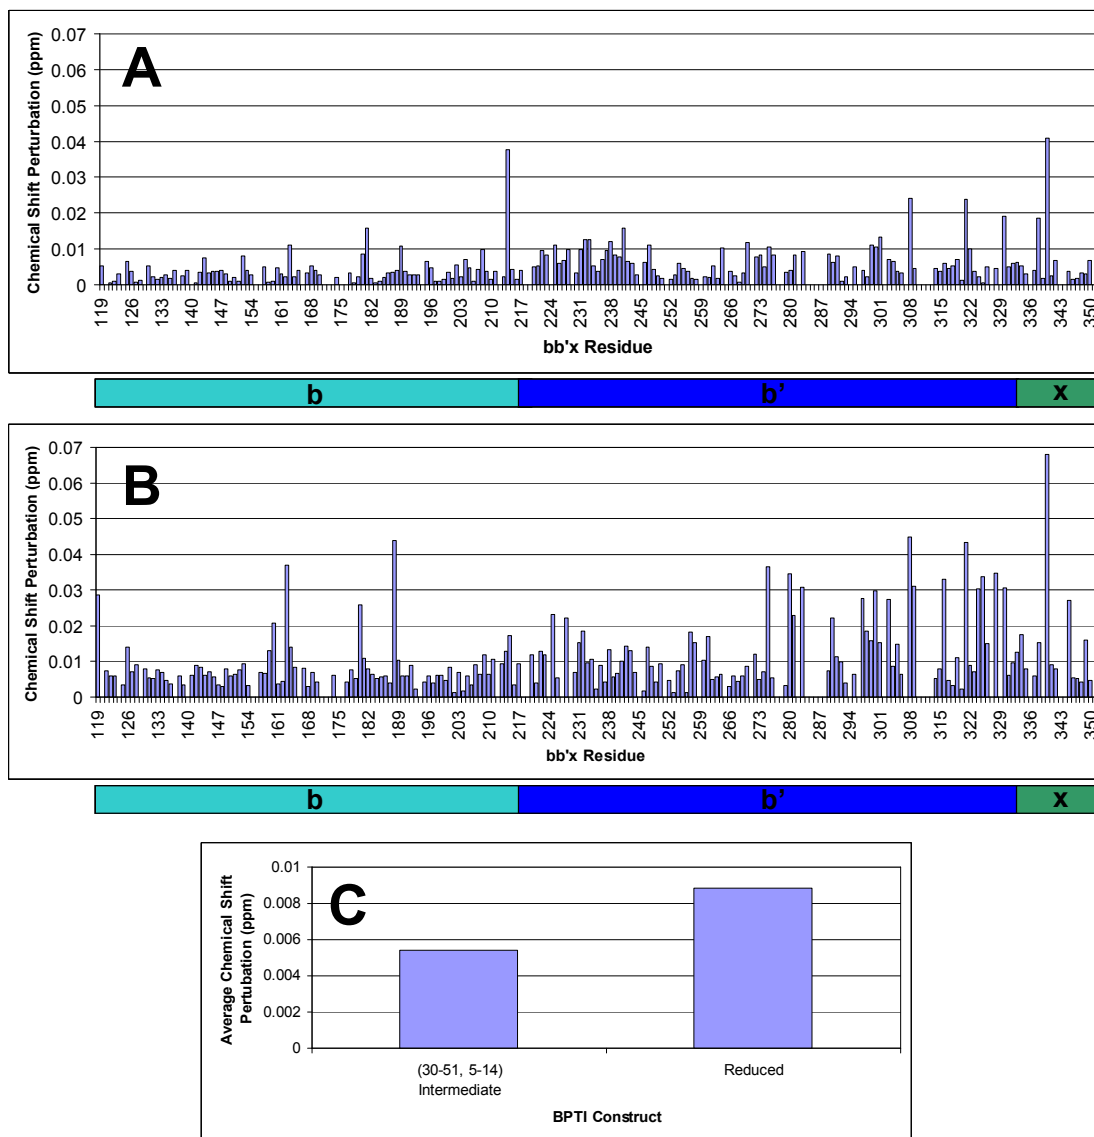 A
Chemical Shift Perturbation (ppm)
0.07
0.06
0.05
0.04
0.03
0.02
0.01
0
119 126 133 140 147 154 161 168 175 182 189 196 203 210 217 224 231 238 245 252 259 266 273 280 287 294 301 308 315 322 329 336 343 350
bb'x Residue
b b' x
B
Chemical Shift Perturbation (ppm)
0.07
0.06
0.05
0.04
0.03
0.02
0.01
0
119 126 133 140 147 154 161 168 175 182 189 196 203 210 217 224 231 238 245 252 259 266 273 280 287 294 301 308 315 322 329 336 343 350
bb'x Residue
b b’ x
C
Average Chemical Shift
Pertubation (ppm)
0.01
0.008
0.006
0.004
0.002
0
(30-51, 5-14)
Intermediate
Reduced
BPTI Construct